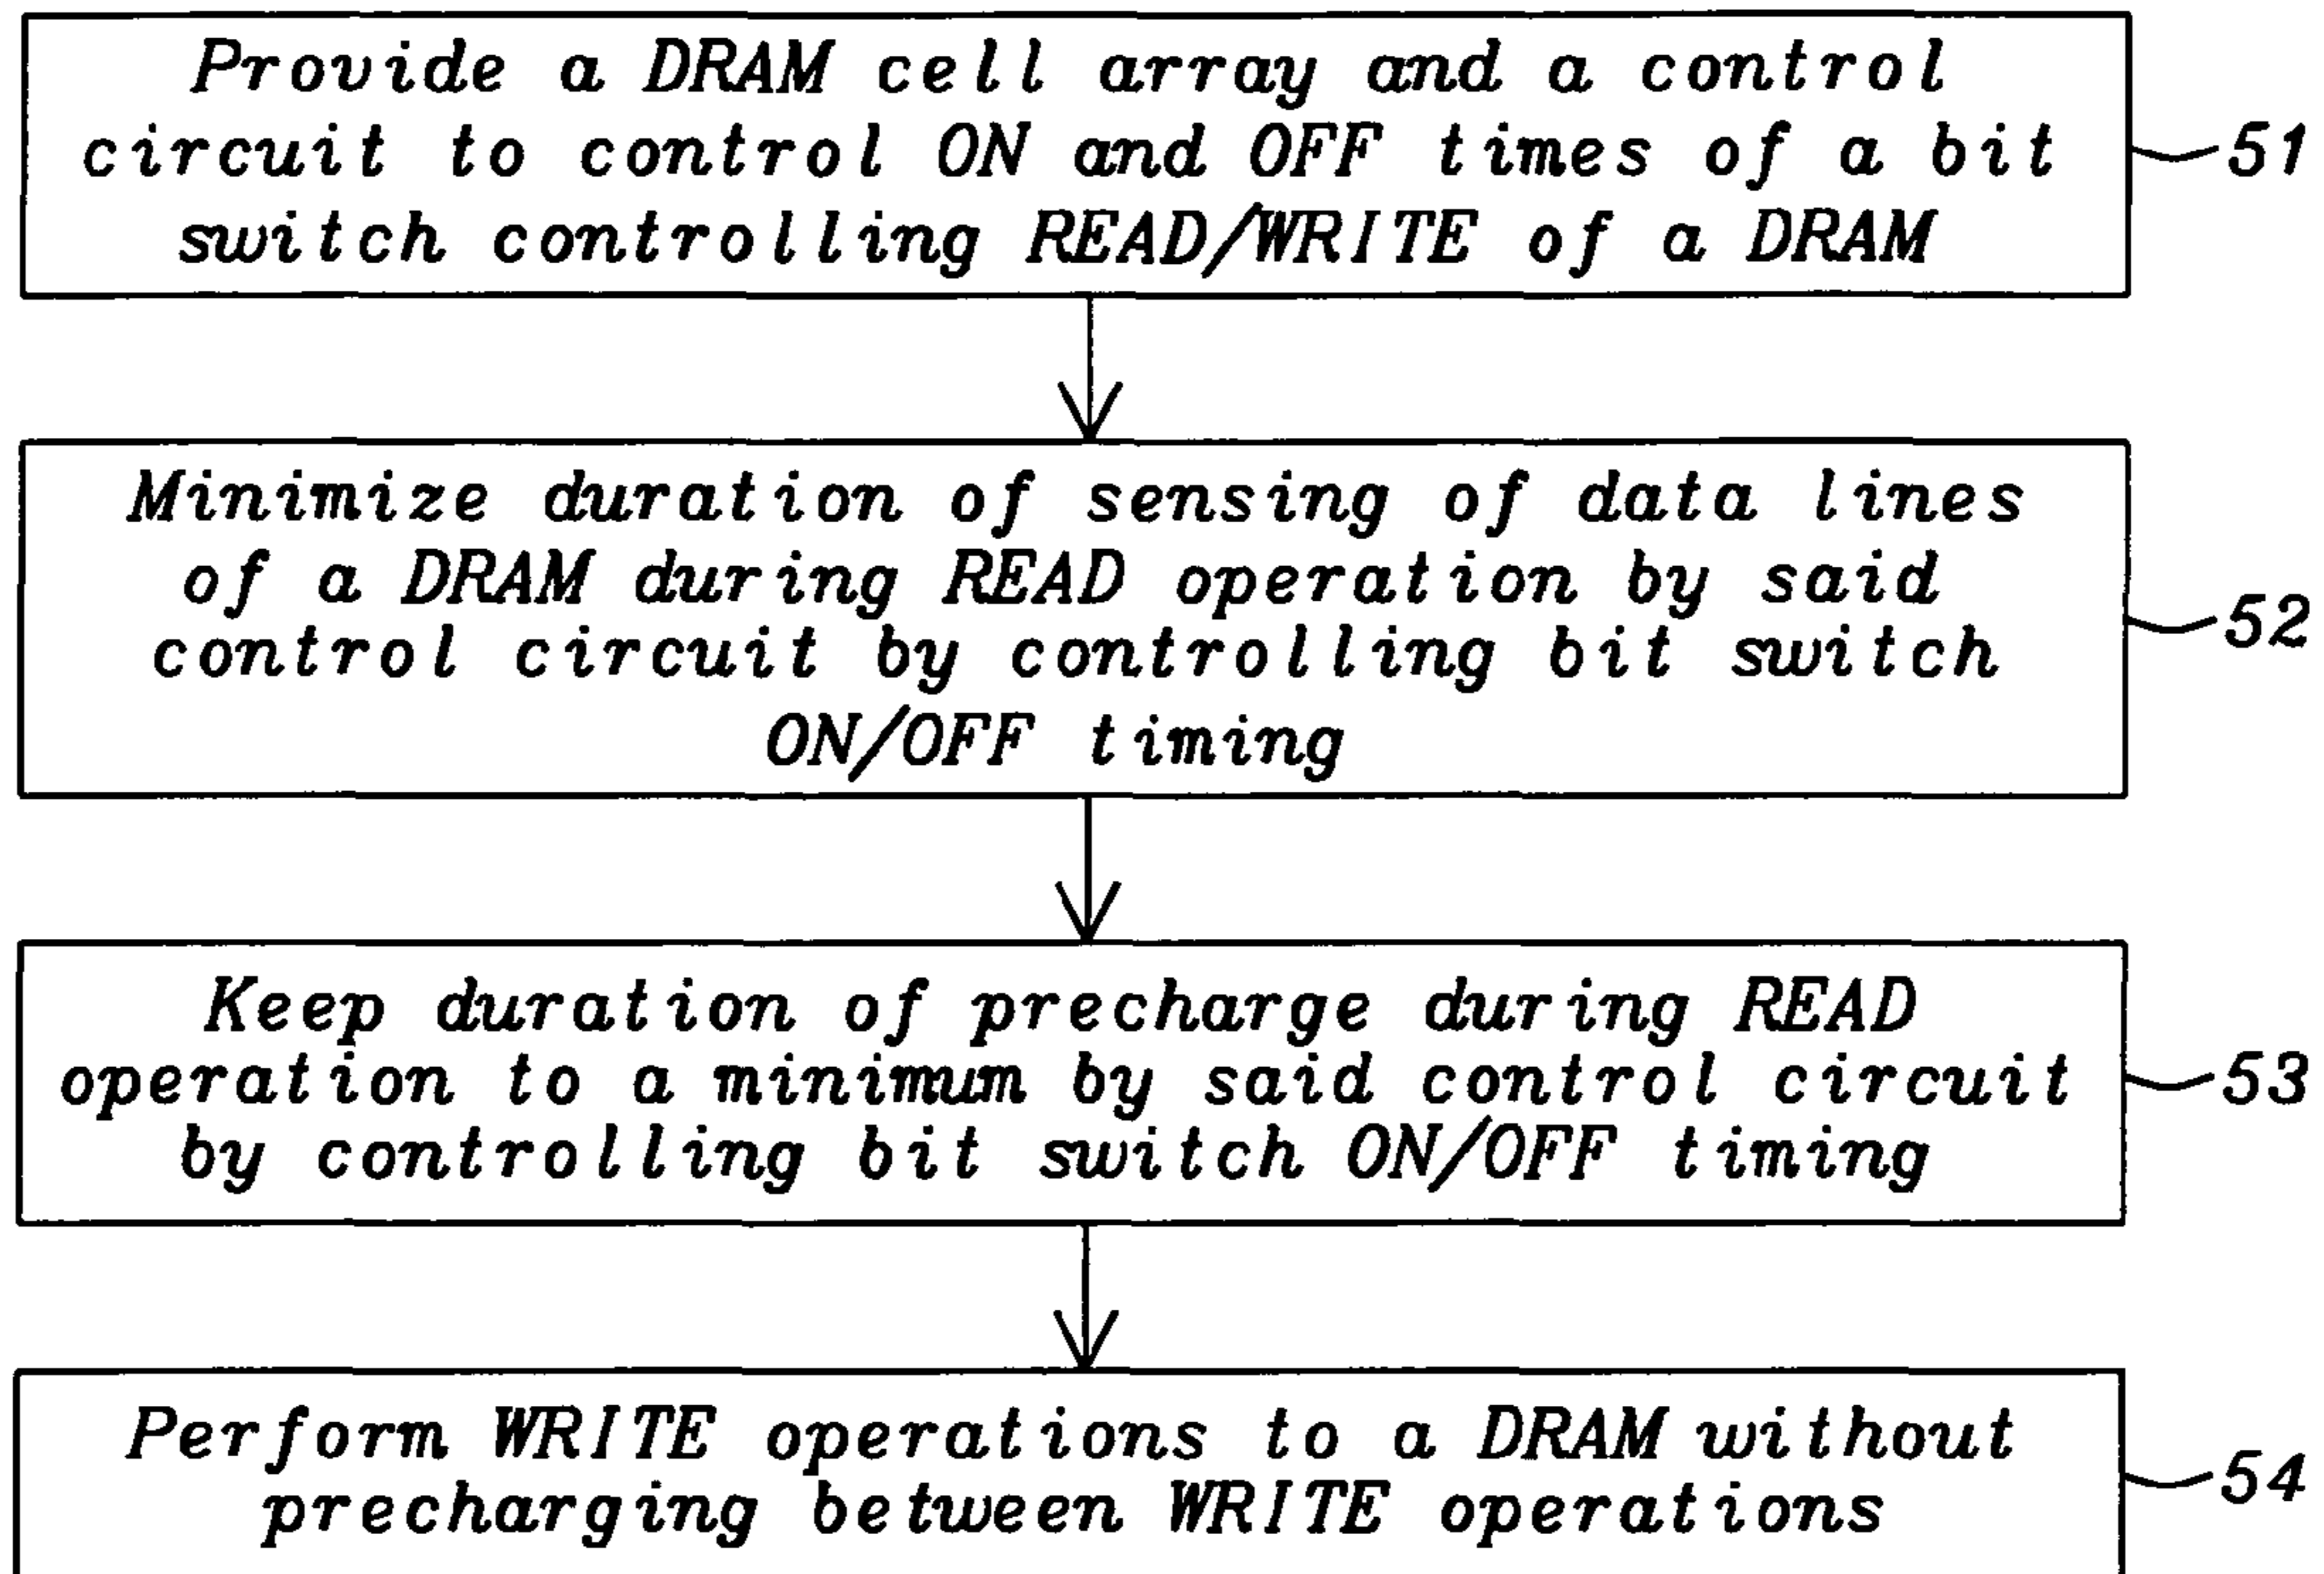 Provide a DRAM cell array and a control
circuit to control ON and OFF times of a bit
switch controlling READ/WRITE of a DRAM
51
Minimize duration of sensing of data lines
of a DRAM during READ operation by said
control circuit by controlling bit switch
ON/OFF timing
52
Keep duration of precharge during READ
operation to a minimum by said control circuit
by controlling bit switch ON/OFF timing
53
Perform WRITE operations to a DRAM without
precharging between WRITE operations
54